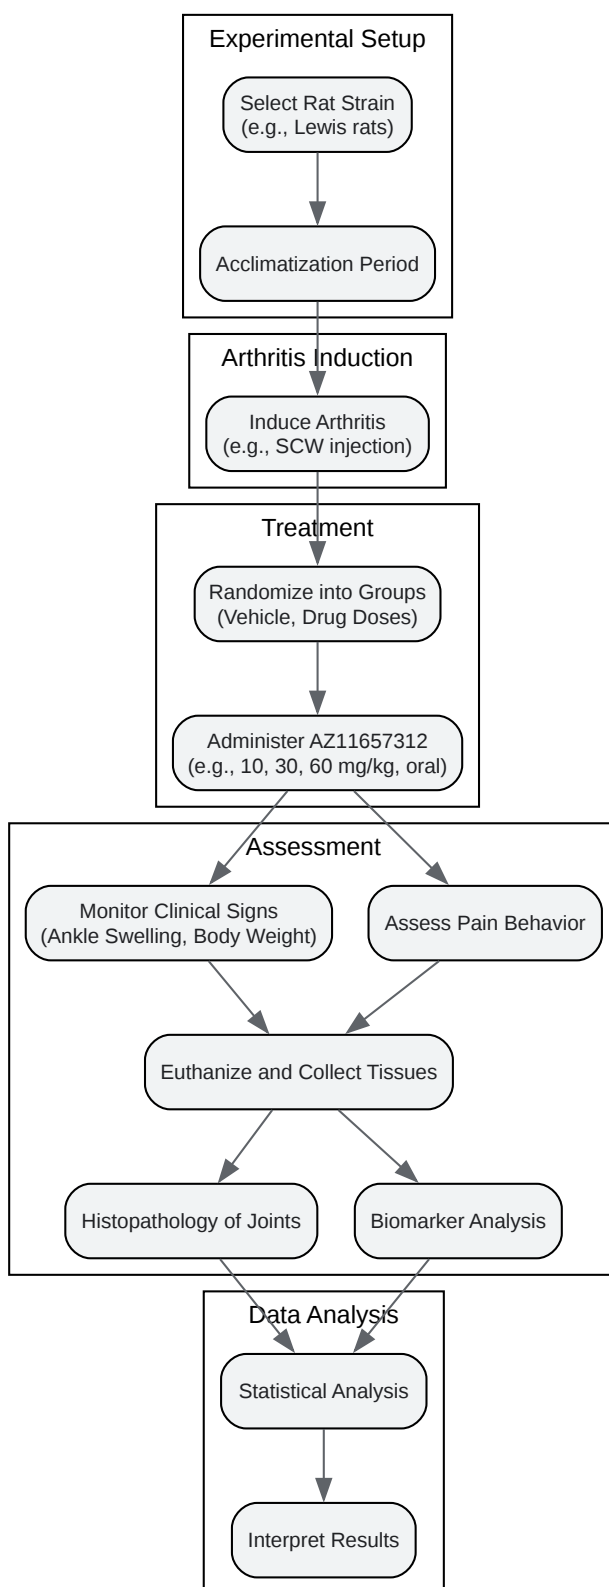 Experimental Setup
Select Rat Strain
(e.g., Lewis rats)
Acclimatization Period
Arthritis Induction
Induce Arthritis
(e.g., SCW injection)
Treatment
Randomize into Groups
(Vehicle, Drug Doses)
Administer AZ11657312
(e.g., 10, 30, 60 mg/kg, oral)
Assessment
Monitor Clinical Signs
(Ankle Swelling, Body Weight)
Assess Pain Behavior
Euthanize and Collect Tissues
Histopathology of Joints
Biomarker Analysis
Data Analysis
Statistical Analysis
Interpret Results